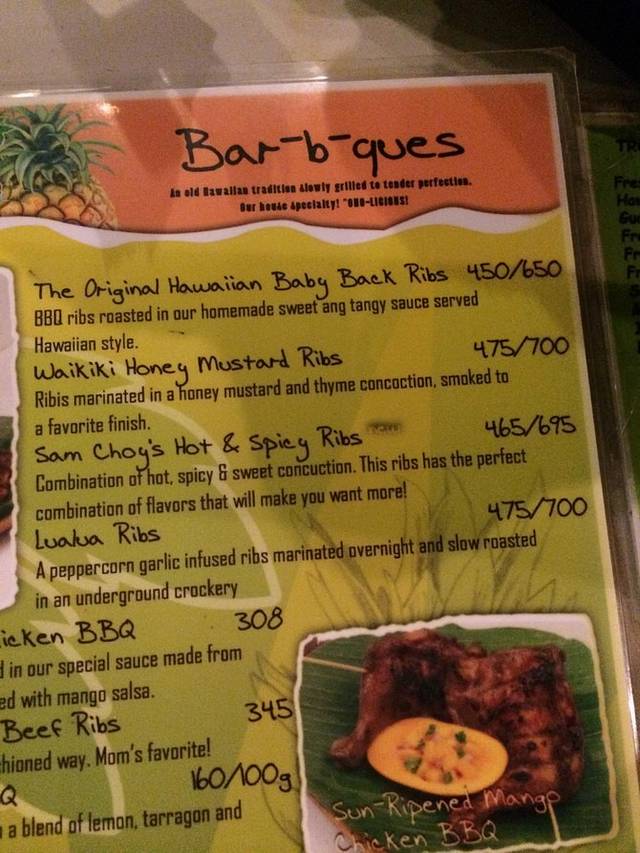 Bar-b-ques
An old Hawaiian tradition slowly grilled to tender perfection.
Our house specialty! "ONO-LICIOUS!
The Original Hawaiian Baby Back Ribs 450/650
BBQ ribs roasted in our homemade sweet ang tangy sauce served
Hawaiian style.
Waikiki Honey Mustard Ribs 475/700
Ribis marinated in a honey mustard and thyme concoction, smoked to
a favorite finish.
Sam Choy's Hot & Spicy Ribs new 465/695
Combination of hot, spicy & sweet concuction. This ribs has the perfect
combination of flavors that will make you want more!
Lualua Ribs 475/700
A peppercorn garlic infused ribs marinated overnight and slow roasted
in an underground crockery
icken BBQ 308
d in our special sauce made from
ed with mango salsa.
Beef Ribs 345
hioned way. Mom's favorite!
Q 160/100g
a blend of lemon, tarragon and
Sun-Ripened Mango
Chicken BBQ